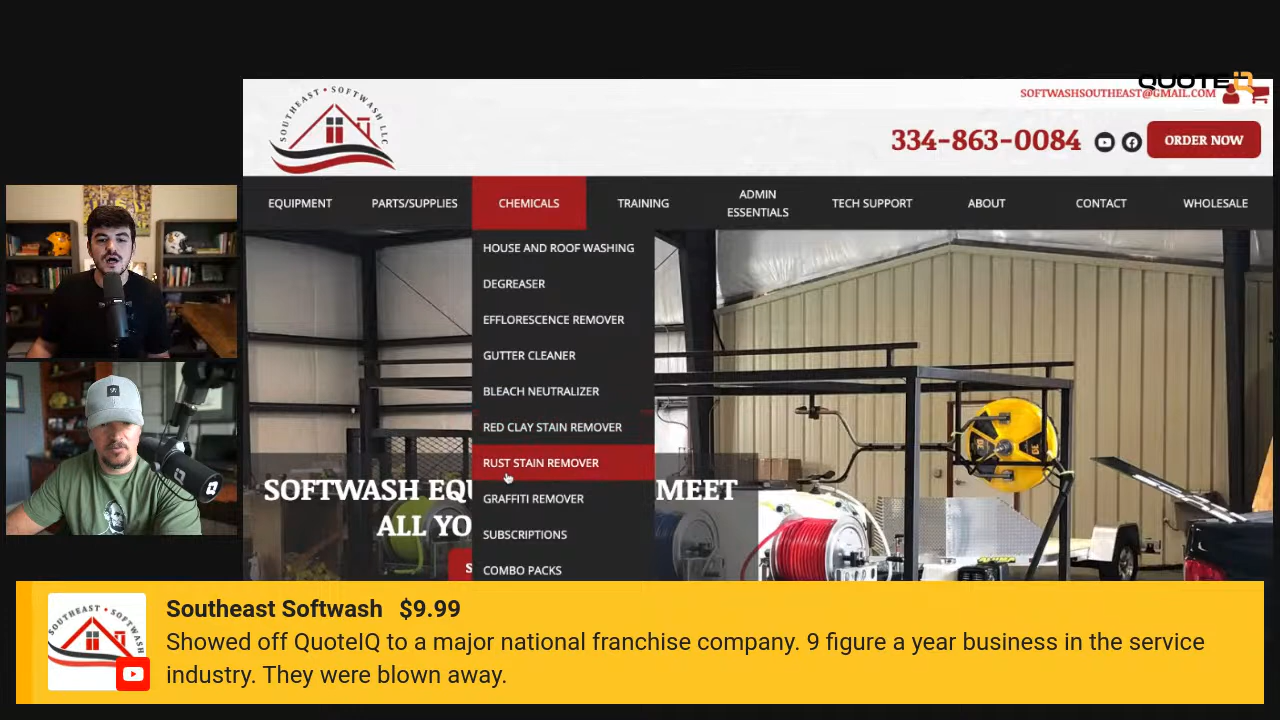 QUOTEIQ
SOUTHEAST • SOFTWASH LLC
SOFTWASHSOUTHEAST@GMAIL.COM
334-863-0084
ORDER NOW
EQUIPMENT
PARTS/SUPPLIES
CHEMICALS
TRAINING
ADMIN
ESSENTIALS
TECH SUPPORT
ABOUT
CONTACT
WHOLESALE
HOUSE AND ROOF WASHING
DEGREASER
EFFLORESCENCE REMOVER
GUTTER CLEANER
BLEACH NEUTRALIZER
RED CLAY STAIN REMOVER
RUST STAIN REMOVER
GRAFFITI REMOVER
SUBSCRIPTIONS
COMBO PACKS
SOFTWASH EQU MEET
ALL YO
S
SOUTHEAST • SOFTWASH
Southeast Softwash $9.99
Showed off QuoteIQ to a major national franchise company. 9 figure a year business in the service
industry. They were blown away.